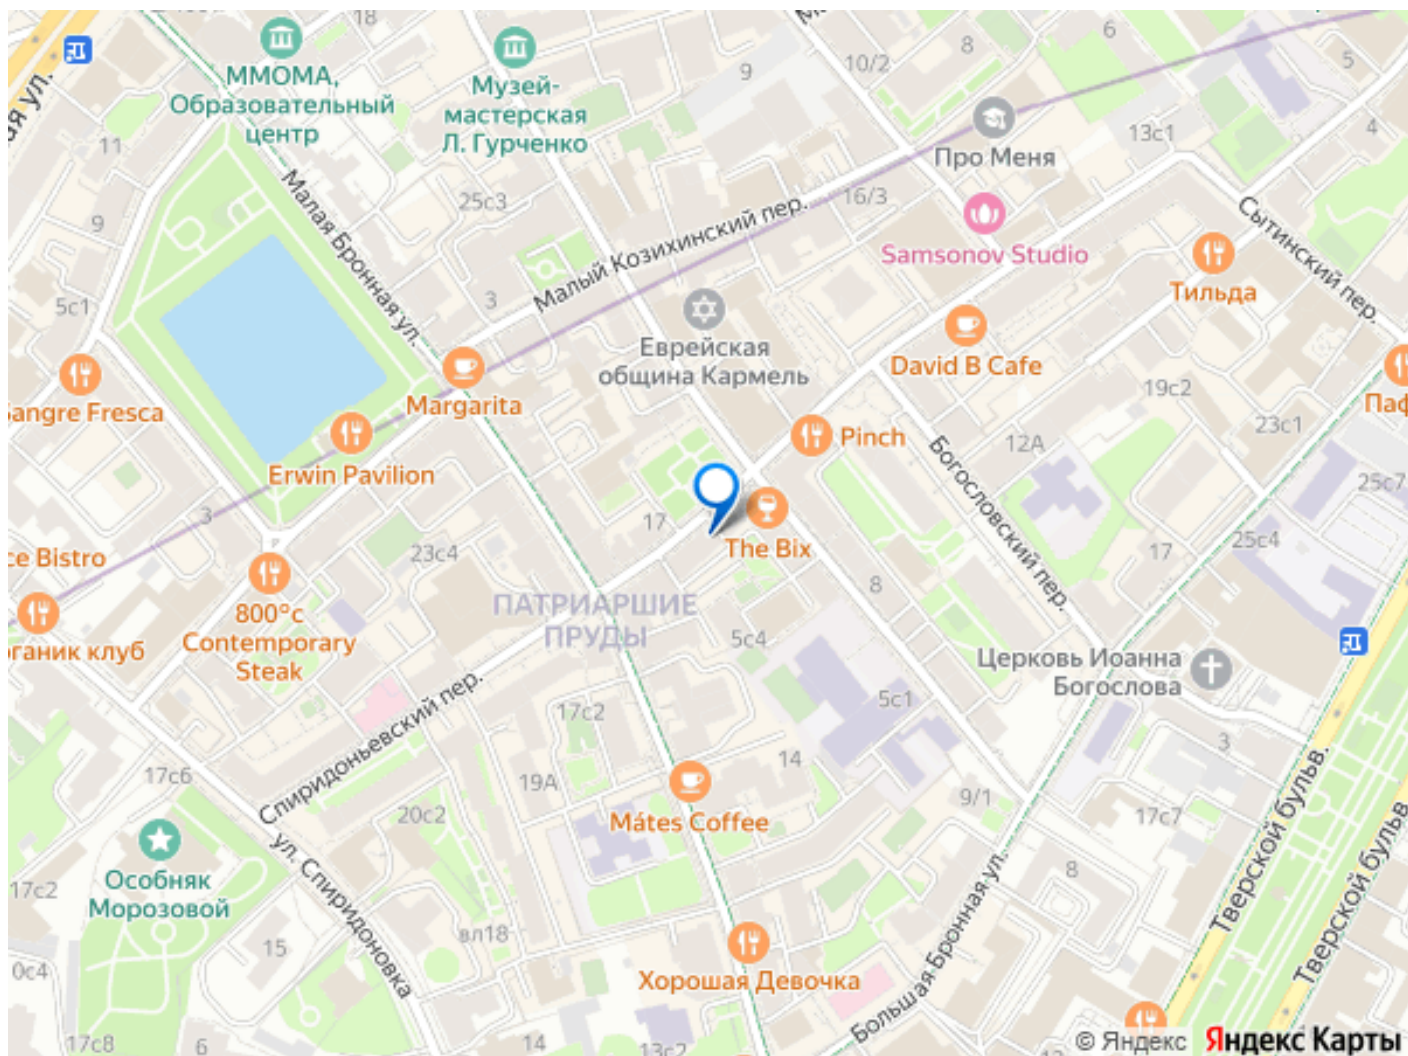 18
8
6
ММОМА,
Образовательный
центр
Музей-
мастерская
Л. Гурченко
9
10/2
5
4
13с1
11
Про Меня
Малая Бронная ул.
25с3
16/3
9
Малый Козихинский пер.
Samsonov Studio
Сытинский пер.
Тильда
5с1
3
Еврейская
община Кармель
David B Cafe
19с2
Sangre Fresca
Margarita
Pinch
12А
23с1
Erwin Pavilion
Богословский пер.
25с7
3
17
The Bix
23с4
17
25с4
8
800°с
Contemporary
Steak
ПАТРИАРШИЕ
ПРУДЫ
5с4
Церковь Иоанна
Богослова
5с1
Спиридоньевский пер.
17с2
3
17с6
19А
14
9/1
20с2
Mátes Coffee
17с7
Тверской бульв.
Тверской бульв.
ул. Спиридоновка
Особняк
Морозовой
17с2
8
15
вл18
Большая Бронная ул.
Хорошая Девочка
17с8
6
14
13с2
© Яндекс Яндекс Карты